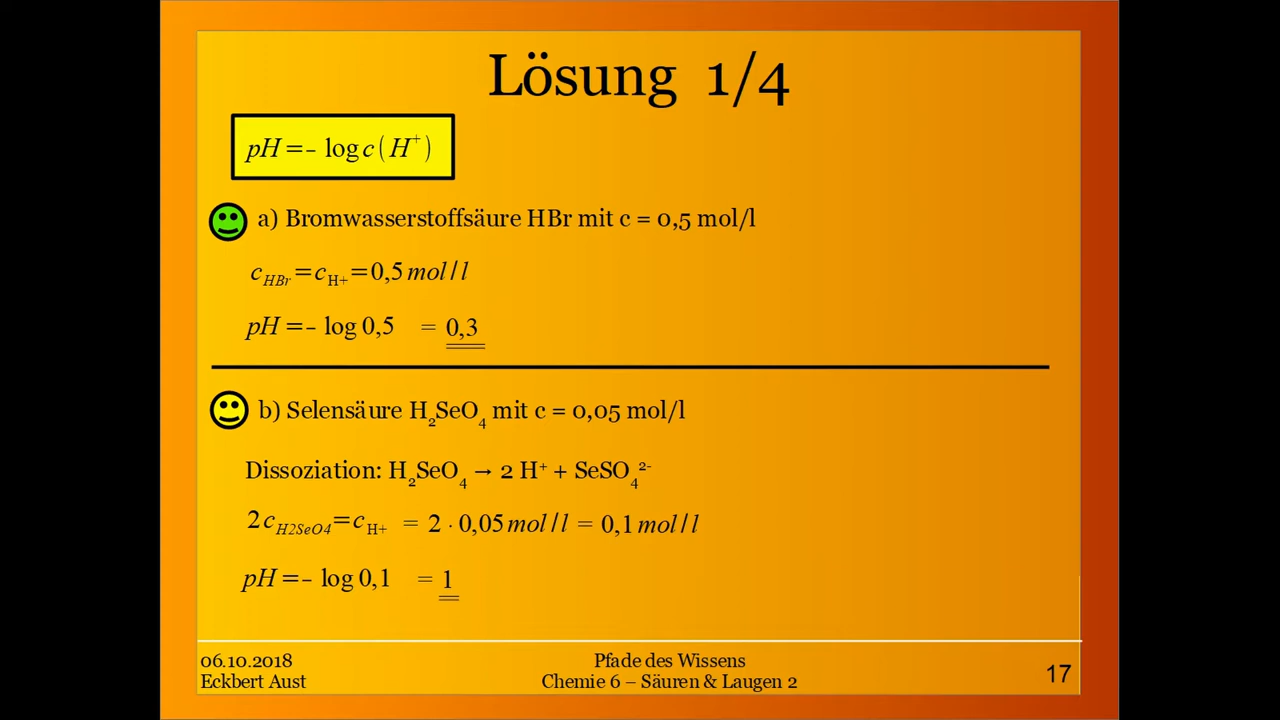 Lösung 1/4
pH = – log c (H⁺)
a) Bromwasserstoffsäure HBr mit c = 0,5 mol/l
c_HBr = c_H+ = 0,5 mol / l
pH = – log 0,5 = 0,3
b) Selensäure H₂SeO₄ mit c = 0,05 mol/l
Dissoziation: H₂SeO₄ → 2 H⁺ + SeSO₄²⁻
2 c_H2SeO4 = c_H+ = 2 · 0,05 mol / l = 0,1 mol / l
pH = – log 0,1 = 1
06.10.2018
Eckbert Aust
Pfade des Wissens
Chemie 6 – Säuren & Laugen 2
17